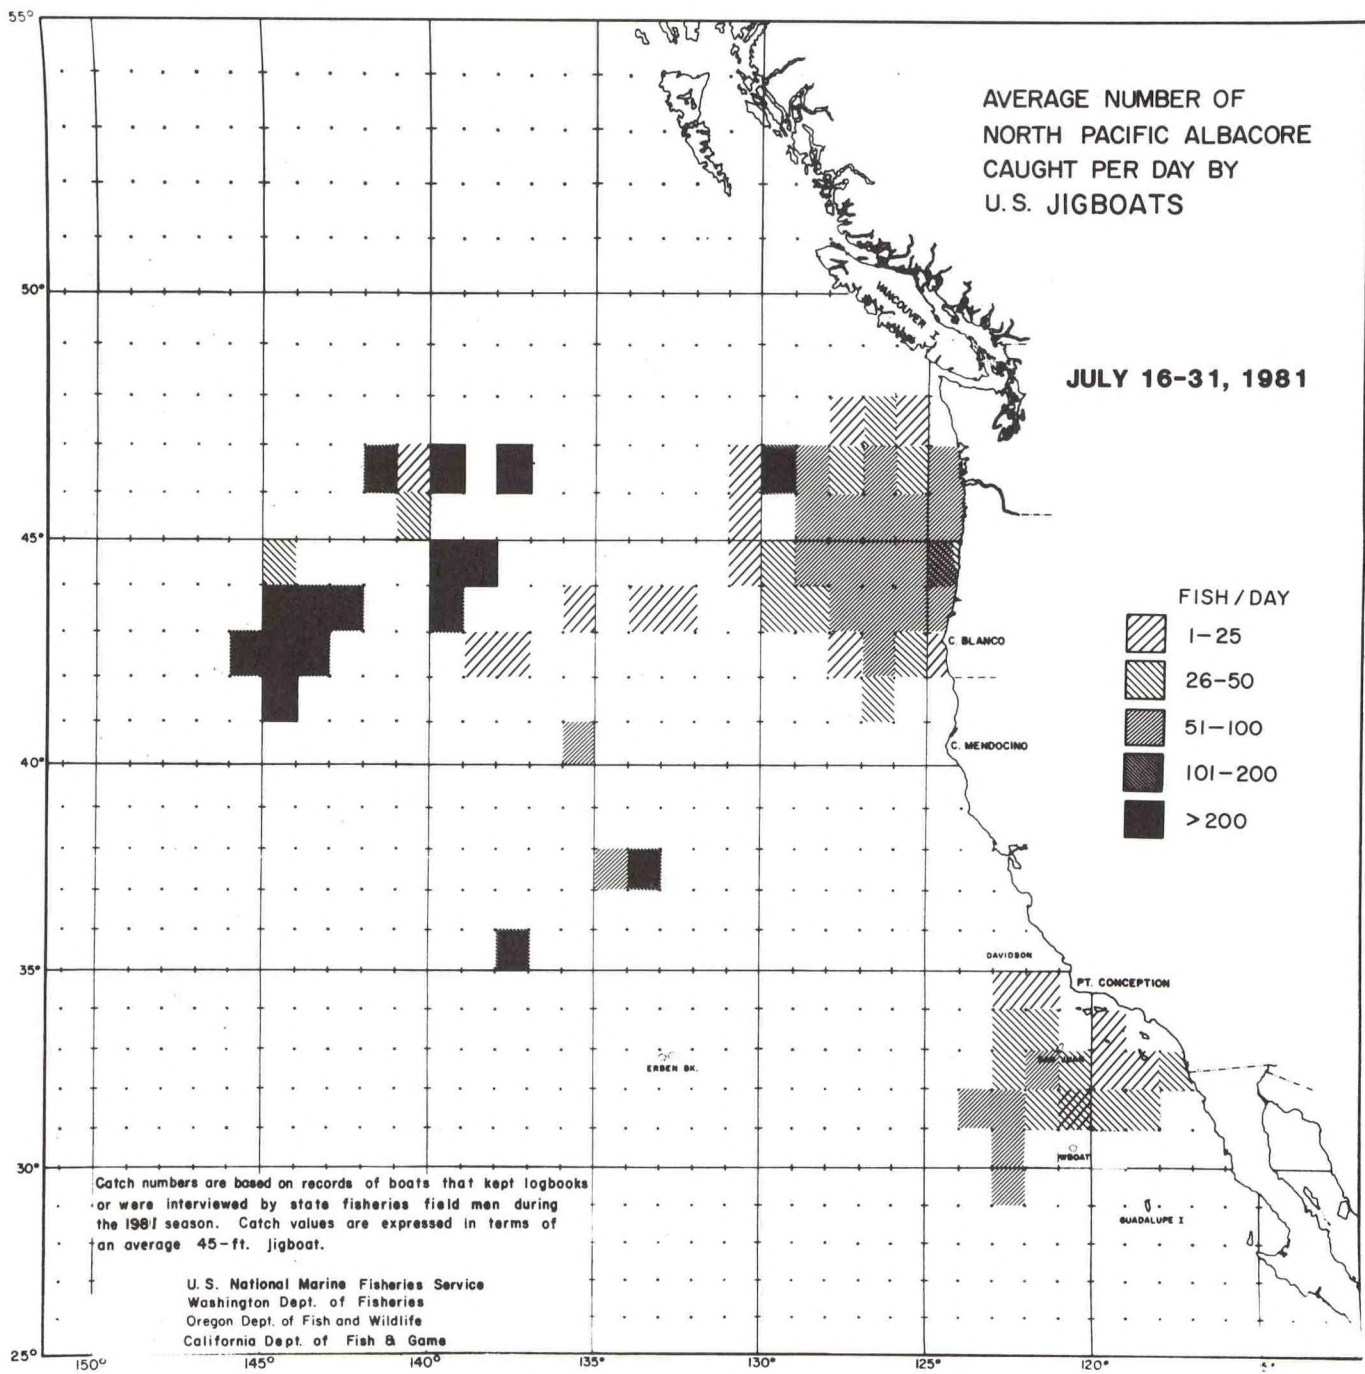 55°
AVERAGE NUMBER OF
NORTH PACIFIC ALBACORE
CAUGHT PER DAY BY
U.S. JIGBOATS
50°
VANCOUVER I.
JULY 16-31, 1981
45°
FISH/DAY
1-25
C. BLANCO
26-50
51-100
C. MENDOCINO
40°
101-200
>200
DAVIDSON
35°
PT. CONCEPTION
SAN JUAN
ERBEN BK.
30°
Catch numbers are based on records of boats that kept logbooks
or were interviewed by state fisheries field men during
the 1981 season. Catch values are expressed in terms of
an average 45-ft. jigboat.
GUADALUPE I
U.S. National Marine Fisheries Service
Washington Dept. of Fisheries
Oregon Dept. of Fish and Wildlife
California Dept. of Fish & Game
25°
150° 145° 140° 135° 130° 125° 120°